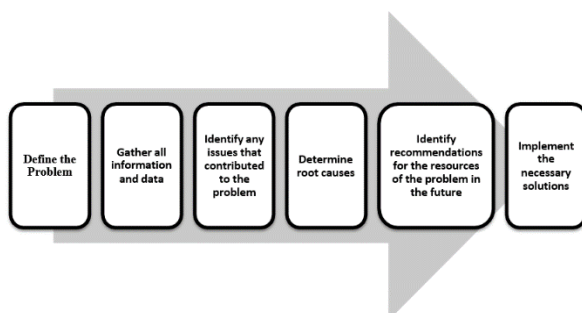 Define the
Problem
Gather all
information
and data
Identify any
issues that
contributed
to the
problem
Determine
root causes
Identify
recommendations
for the resources
of the problem in
the future
Implement
the
necessary
solutions